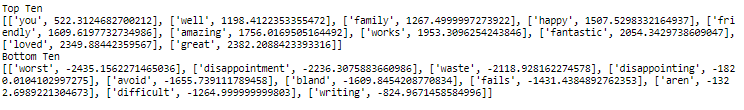 Top Ten
[['you', 522.3124682700212], ['well', 1198.4122353355472], ['family', 1267.4999997273922], ['happy', 1507.5298332164937], ['fri
endly', 1609.6197732734986], ['amazing', 1756.0169505164492], ['works', 1953.3096254243846], ['fantastic', 2054.3429738609047],
['loved', 2349.88442359567], ['great', 2382.2088423393316]]
Bottom Ten
[['worst', -2435.1562271465036], ['disappointment', -2236.3075883660986], ['waste', -2118.928162274578], ['disappointing', -182
0.0104102997275], ['avoid', -1655.739111789458], ['bland', -1609.8454208770834], ['fails', -1431.4384892762353], ['aren', -132
2.6989221304673], ['difficult', -1264.999999999803], ['writing', -824.9671458584996]]